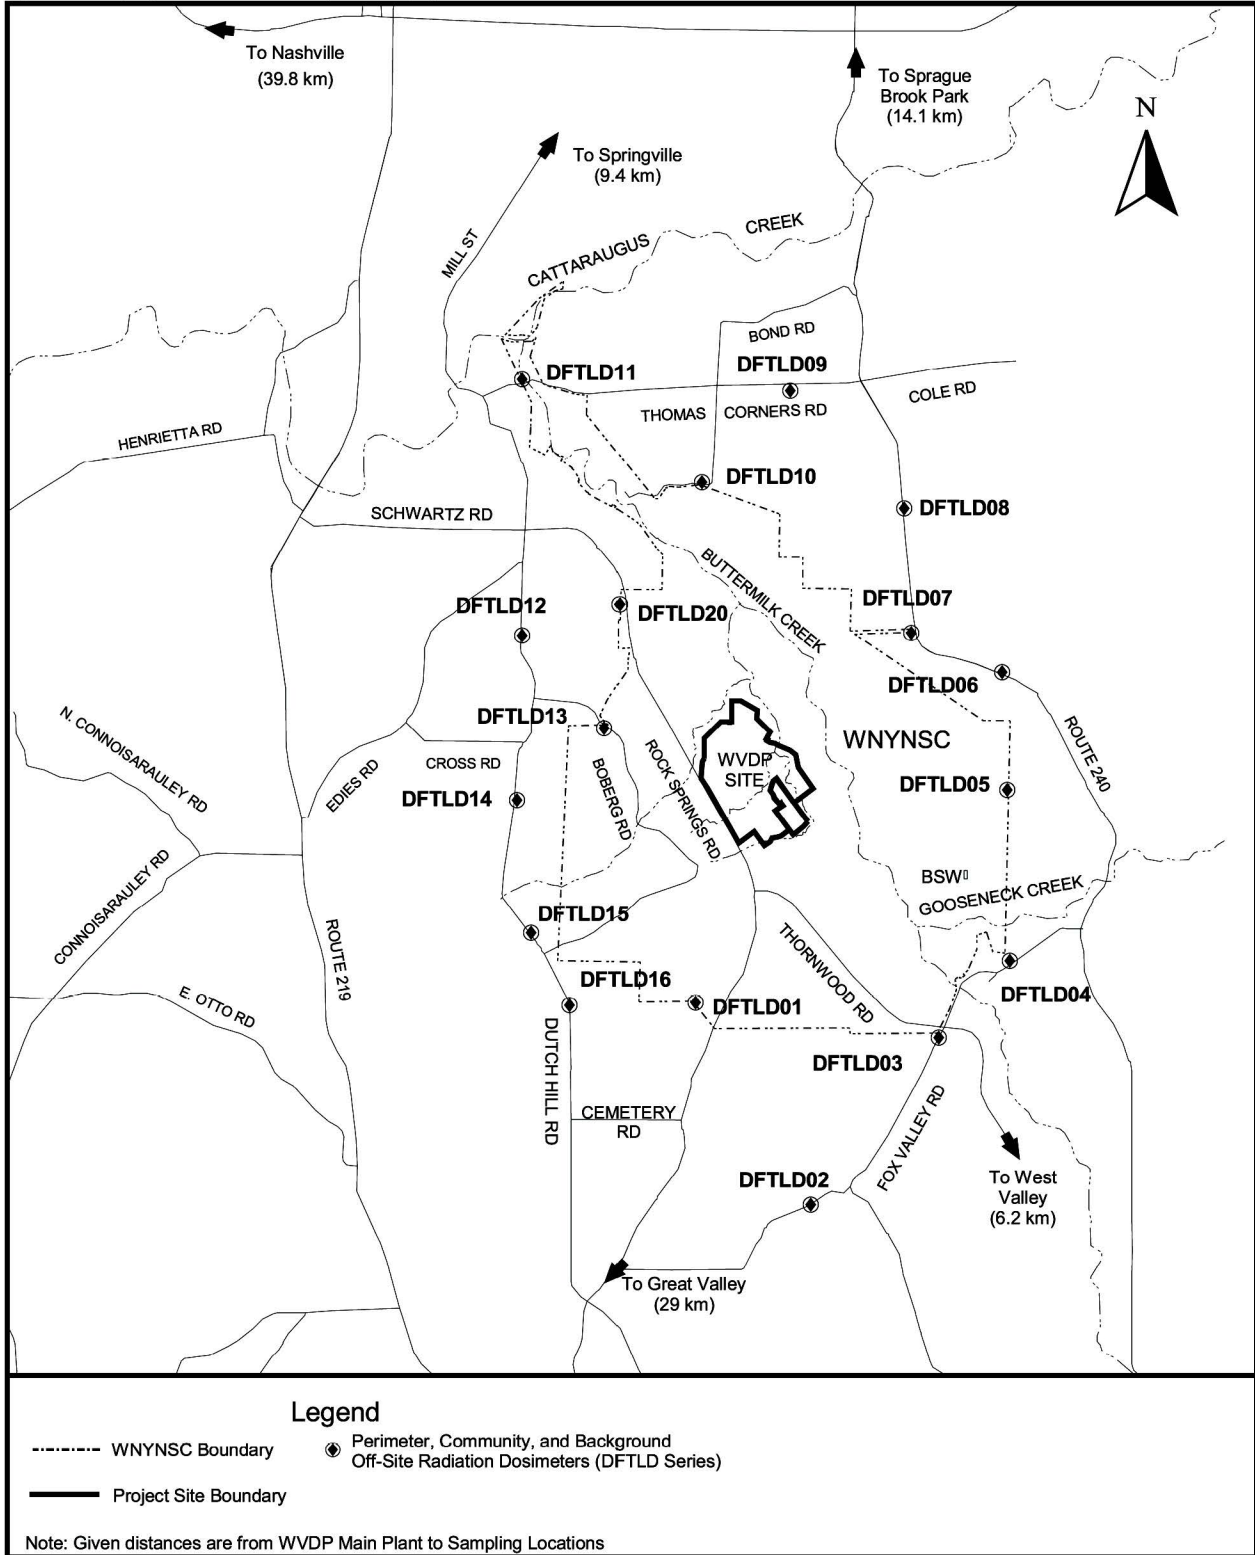 To Nashville
(39.8 km)
To Sprague
Brook Park
(14.1 km)
N
To Springville
(9.4 km)
MILL ST
CATTARAUGUS CREEK
BOND RD
DFTLD11
DFTLD09
COLE RD
THOMAS CORNERS RD
HENRIETTA RD
DFTLD10
SCHWARTZ RD
DFTLD08
BUTTERMILK CREEK
DFTLD12
DFTLD20
DFTLD07
DFTLD06
DFTLD13
N. CONNOISARAULEY RD
WNYNSC
ROUTE 240
CROSS RD
EDIES RD
BOBERG RD
ROCK SPRINGS RD
WVDP
SITE
DFTLD14
DFTLD05
BSW
GOOSENECK CREEK
CONNOISARAULEY RD
DFTLD15
ROUTE 219
THORNWOOD RD
DFTLD16
DFTLD01
DFTLD04
E. OTTO RD
DUTCH HILL RD
DFTLD03
CEMETERY
RD
FOX VALLEY RD
DFTLD02
To West
Valley
(6.2 km)
To Great Valley
(29 km)
Legend
WNYNSC Boundary
Perimeter, Community, and Background
Off-Site Radiation Dosimeters (DFTLD Series)
Project Site Boundary
Note: Given distances are from WVDP Main Plant to Sampling Locations